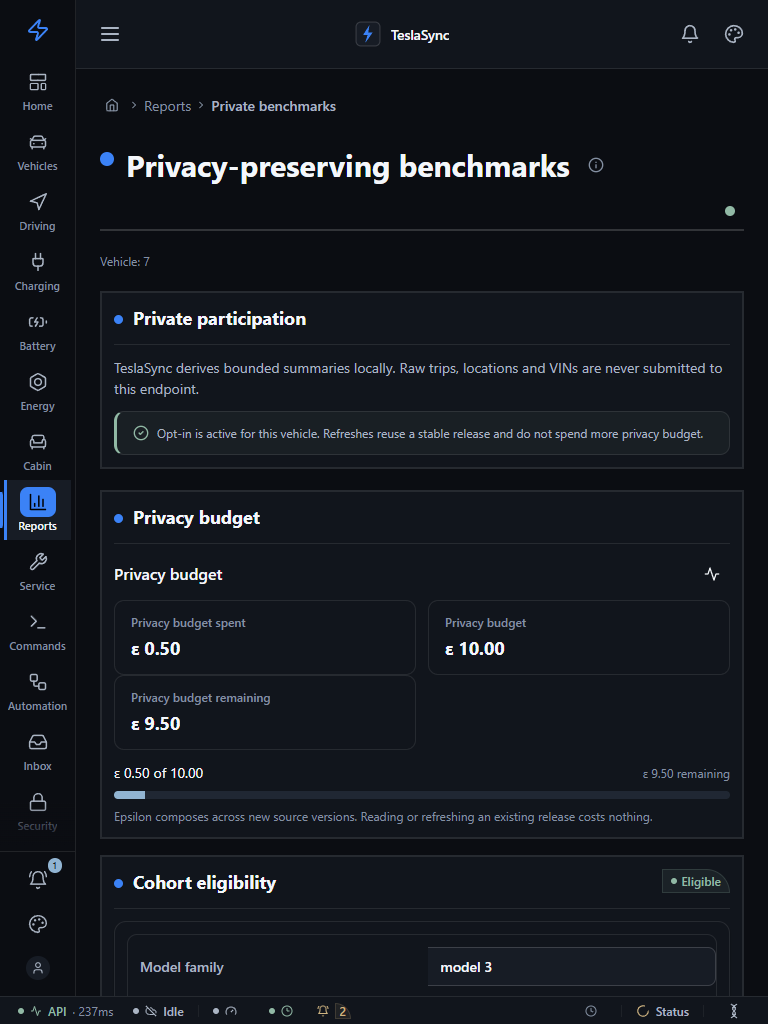 TeslaSync
Home
Vehicles
Driving
Charging
Battery
Energy
Cabin
Reports
Service
Commands
Automation
Inbox
Security
1
Reports
Private benchmarks
Privacy-preserving benchmarks
Vehicle: 7
Private participation
TeslaSync derives bounded summaries locally. Raw trips, locations and VINs are never submitted to
this endpoint.
Opt-in is active for this vehicle. Refreshes reuse a stable release and do not spend more privacy budget.
Privacy budget
Privacy budget
Privacy budget spent
ε 0.50
Privacy budget
ε 10.00
Privacy budget remaining
ε 9.50
ε 0.50 of 10.00
ε 9.50 remaining
Epsilon composes across new source versions. Reading or refreshing an existing release costs nothing.
Cohort eligibility
Eligible
Model family
model 3
API · 237ms
Idle
2
Status